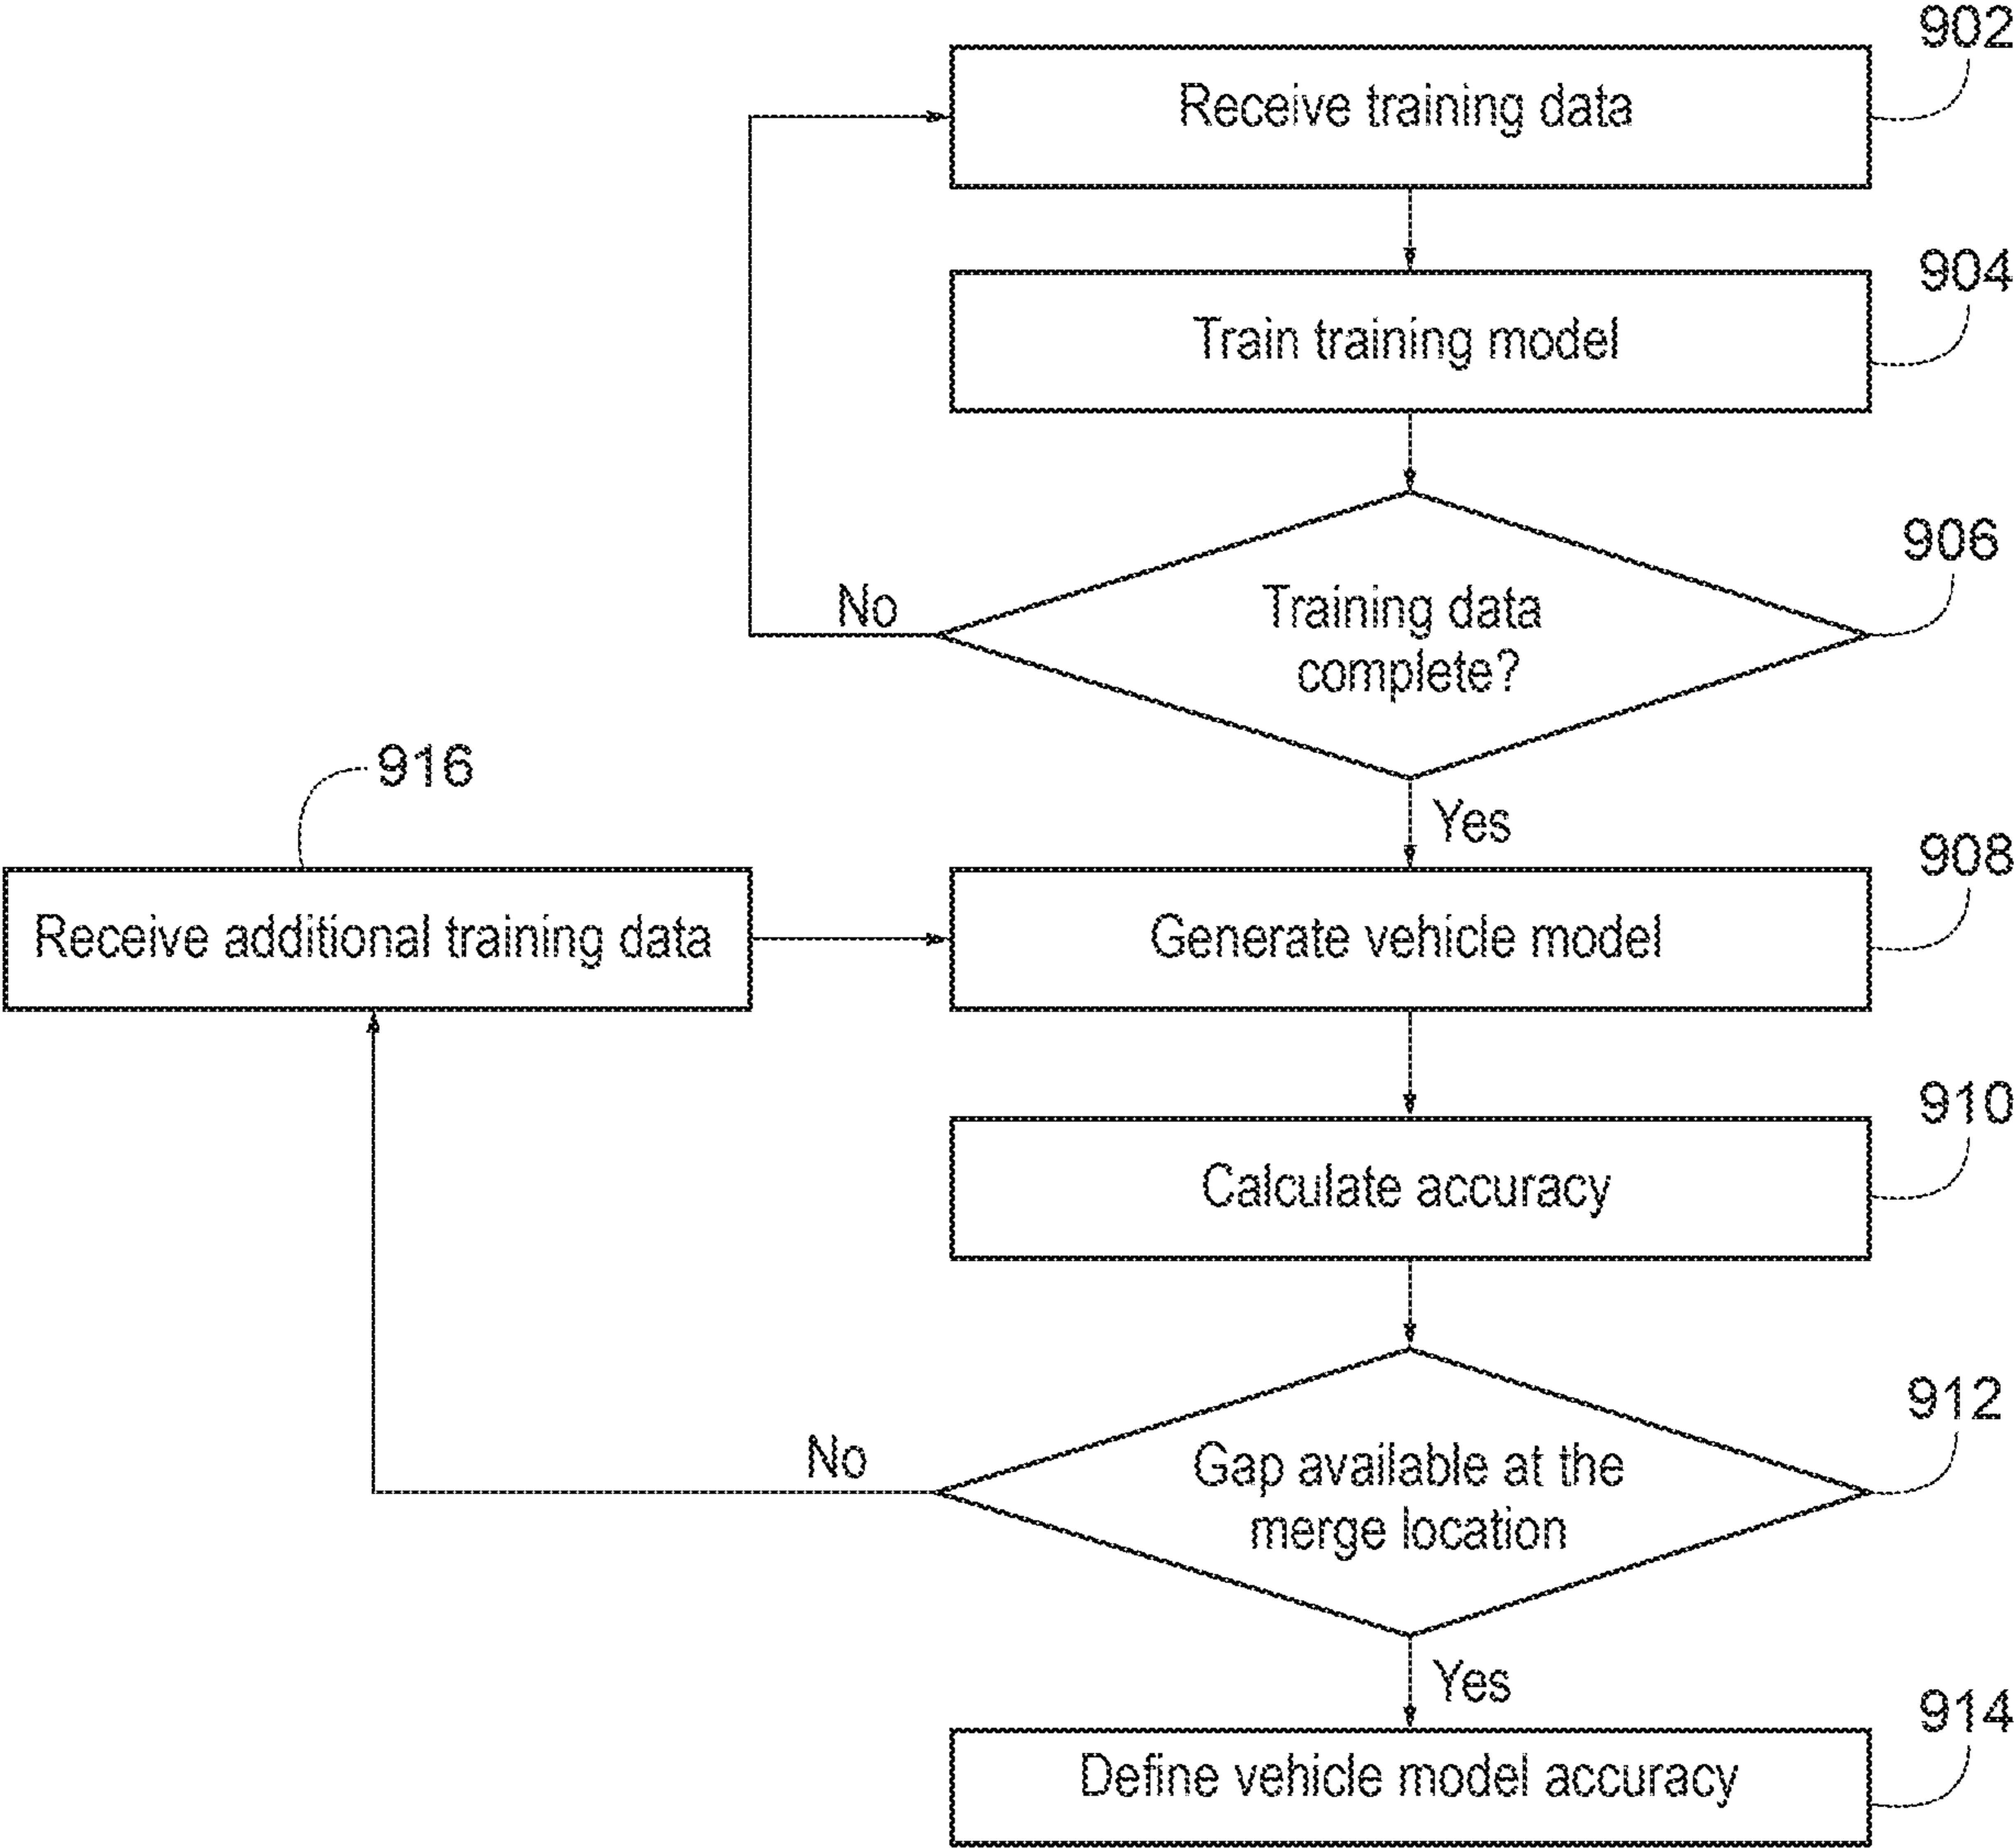 902
Receive training data
904
Train training model
906
No
Training data
complete?
916
Yes
908
Receive additional training data
Generate vehicle model
910
Calculate accuracy
912
No
Gap available at the
merge location
Yes
914
Define vehicle model accuracy